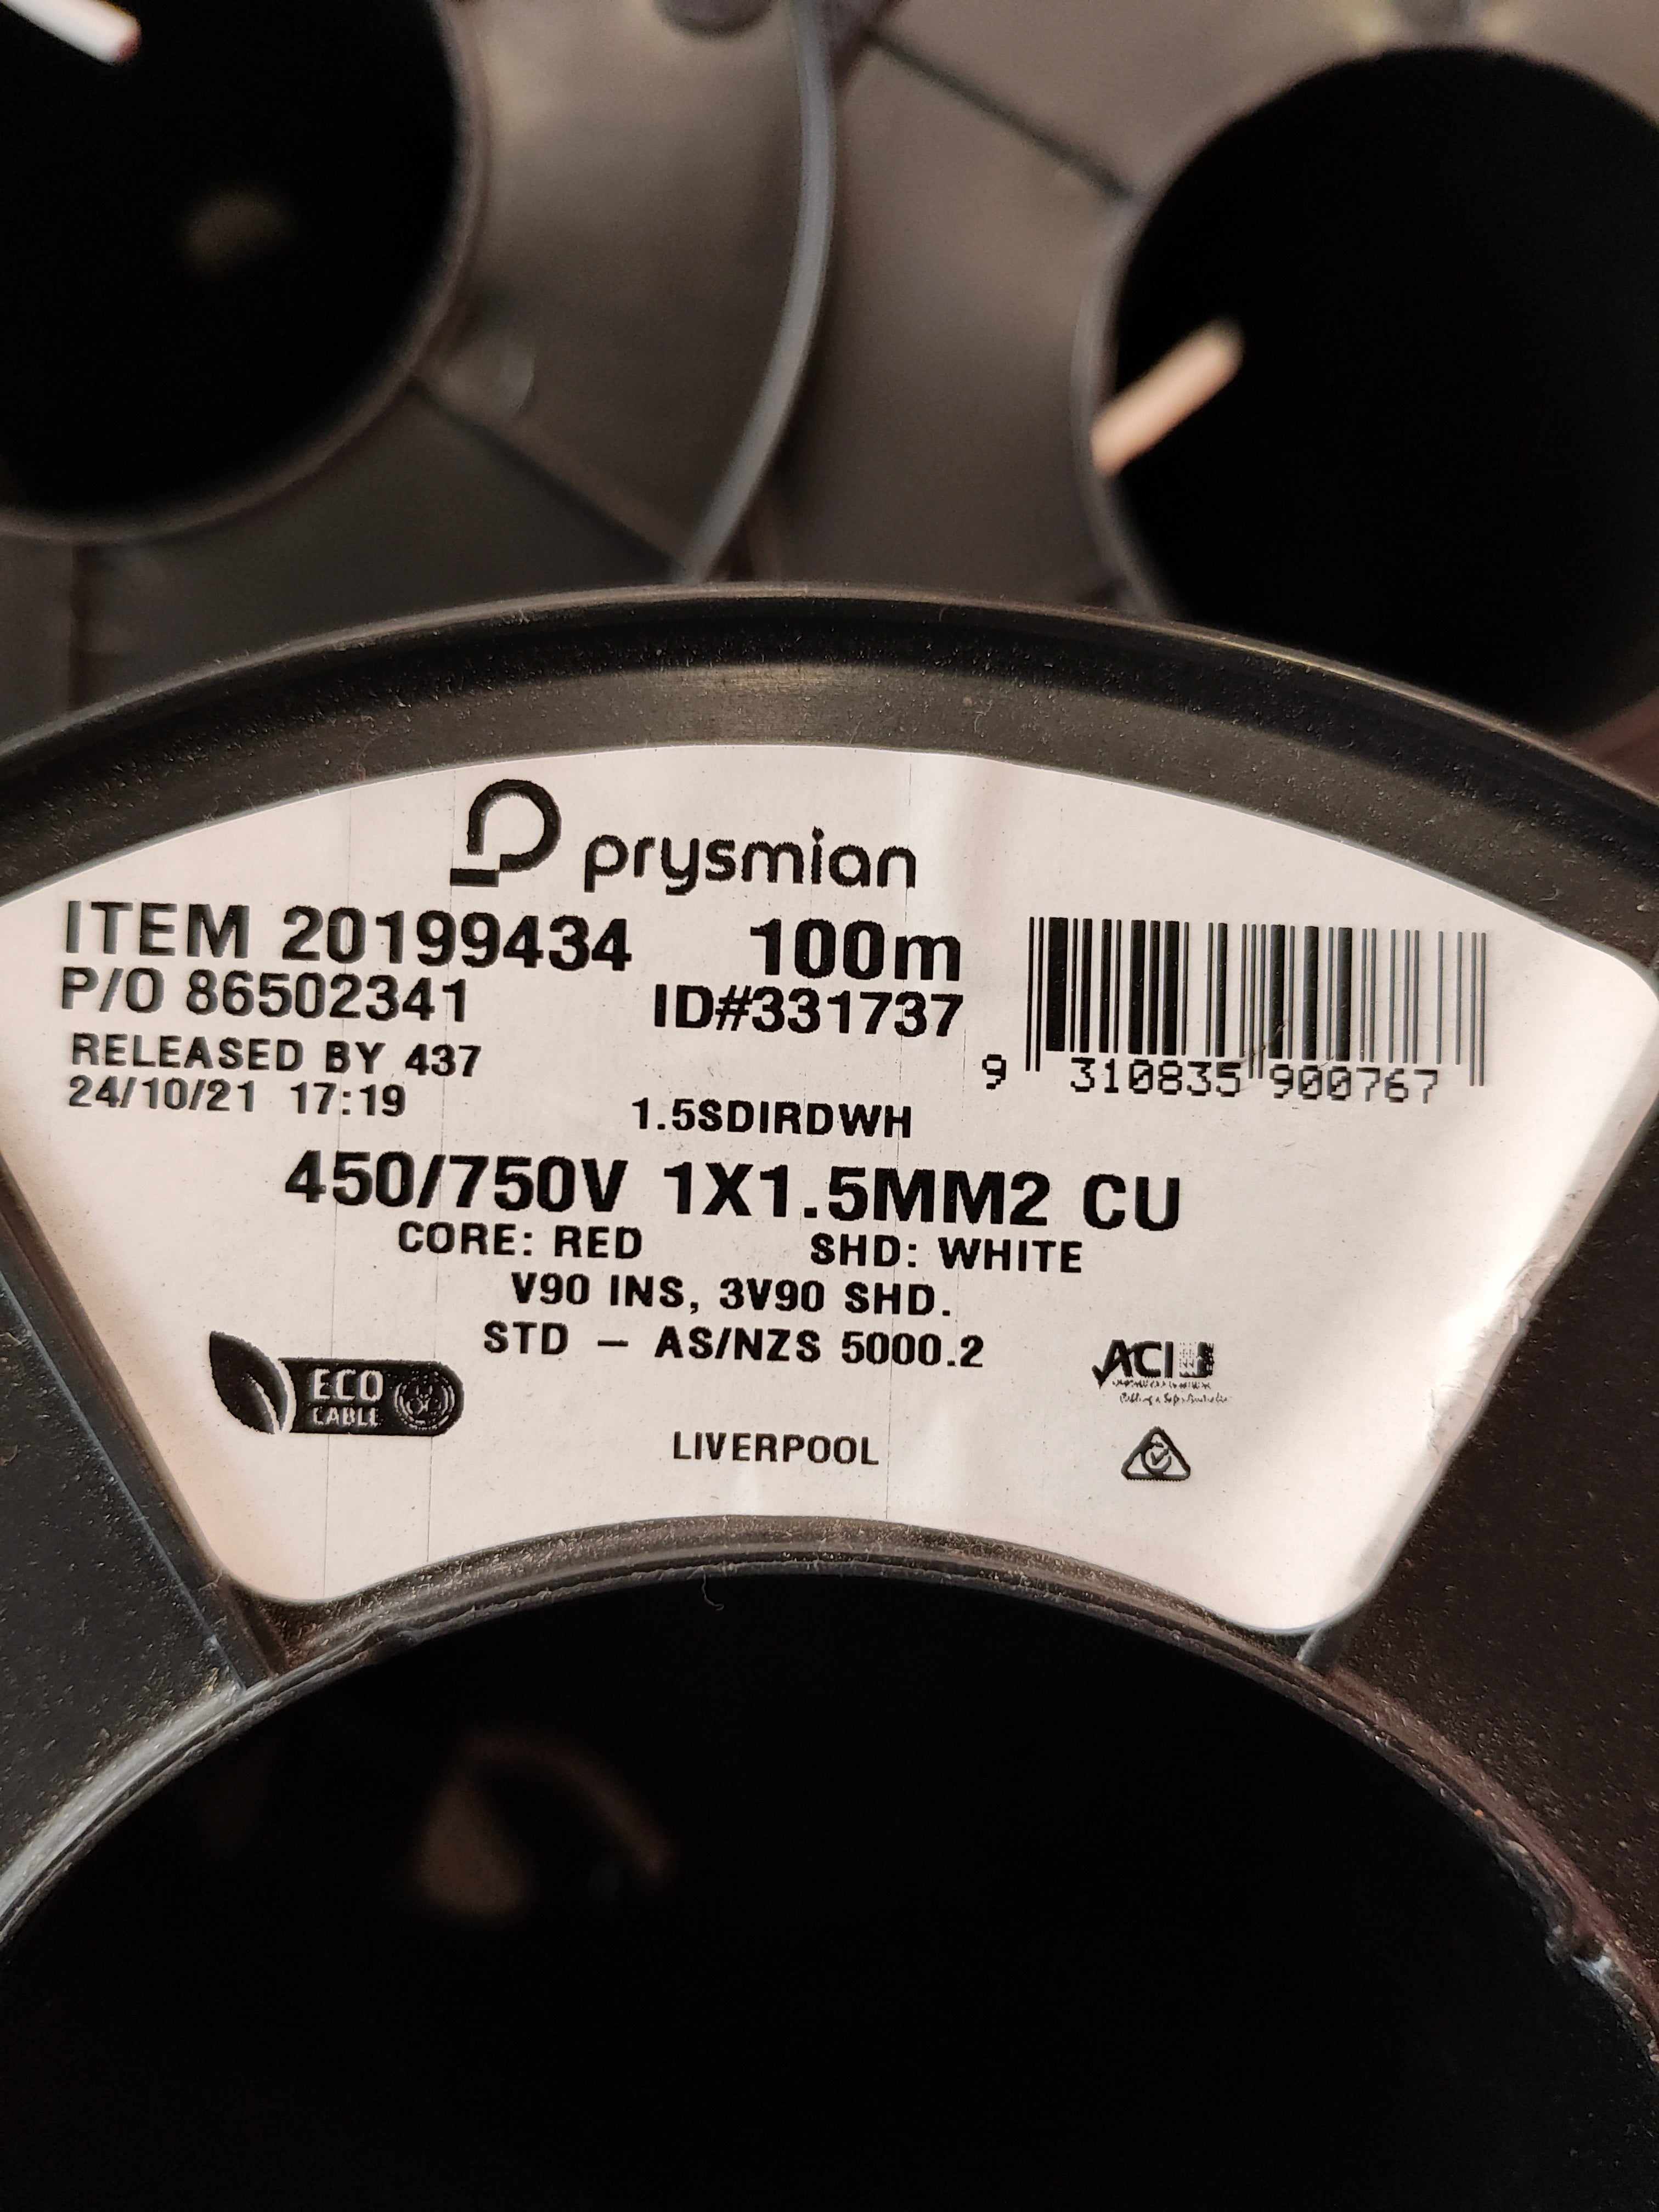 prysmian
ITEM 20199434 100m
P/O 86502341 ID#331737
RELEASED BY 437
24/10/21 17:19
9 310835 900767
1.5SDIRDWH
450/750V 1X1.5MM2 CU
CORE: RED SHD: WHITE
V90 INS, 3V90 SHD.
STD - AS/NZS 5000.2
ECO
CABLE
ACI
LIVERPOOL